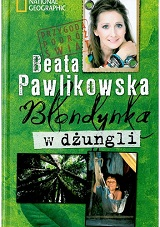 NATIONAL
GEOGRAPHIC
Beata
Pawlikowska
Blondynka
w dżungli